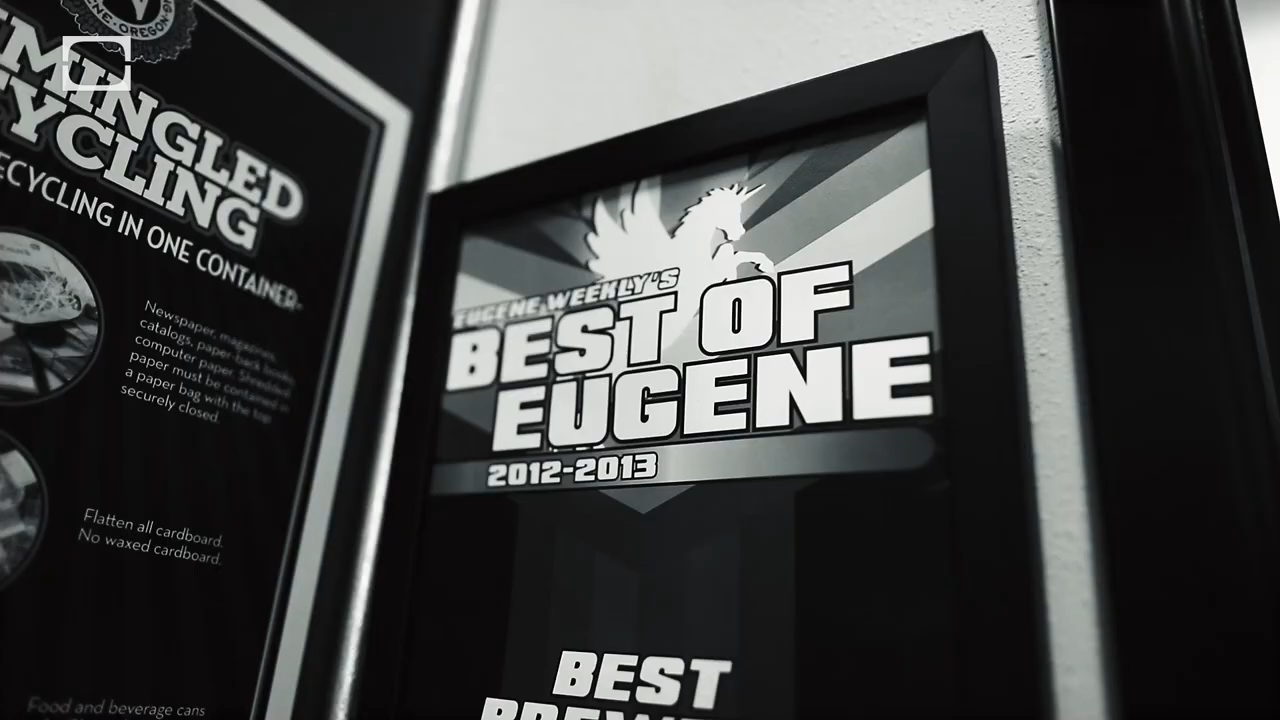 ENE • OREGON
MINGLED
YCLING
ECYCLING IN ONE CONTAINER-
Newspaper, magazines,
catalogs, paper-back books,
computer paper. Shredded
paper must be contained in
a paper bag with the top
securely closed.
Flatten all cardboard.
No waxed cardboard.
Food and beverage cans
EUGENE WEEKLY'S
BEST OF
EUGENE
2012-2013
BEST